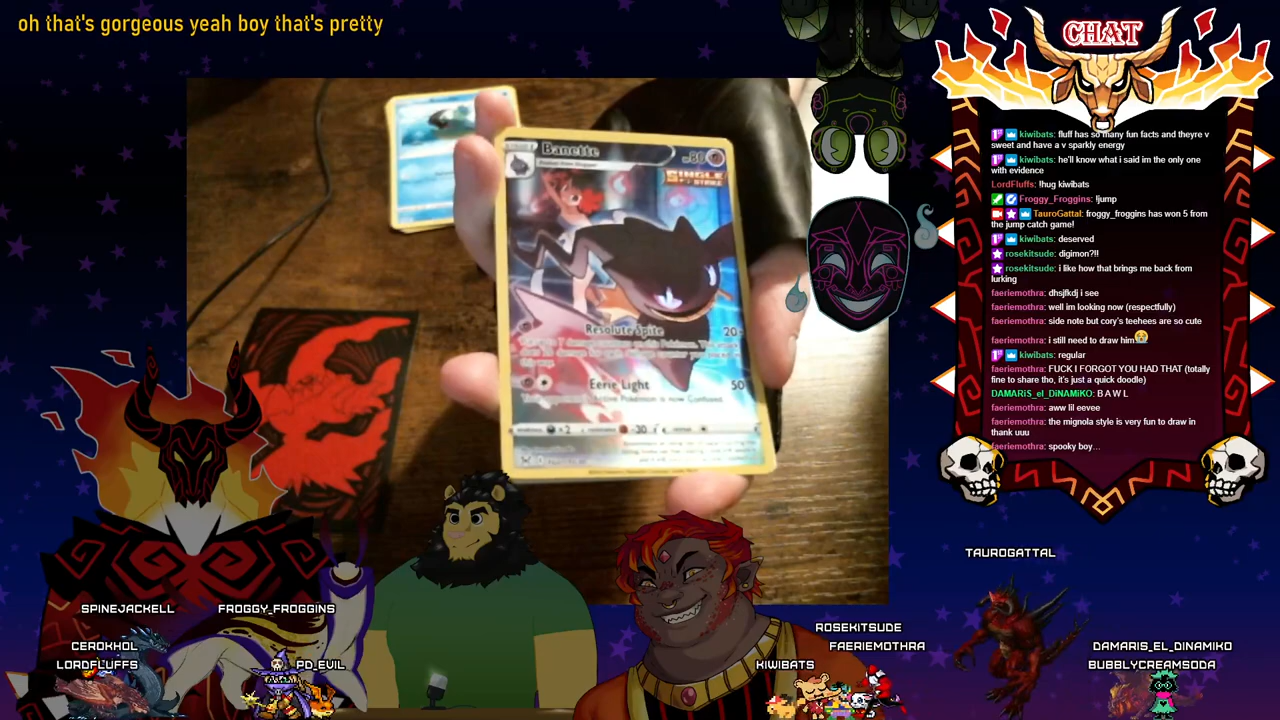 oh that's gorgeous yeah boy that's pretty
CHAT
kiwibats: fluff has so many fun facts and theyre v
sweet and have a v sparkly energy
kiwibats: he'll know what i said im the only one
with evidence
LordFluffs: !hug kiwibats
Froggy_Froggins: !jump
TauroGattal: froggy_froggins has won 5 from
the jump catch game!
kiwibats: deserved
rosekitsude: digimon?!!
rosekitsude: i like how that brings me back from
lurking
faeriemothra: dhsjfkdj i see
faeriemothra: well im looking now (respectfully)
faeriemothra: side note but cory's teehees are so cute
faeriemothra: i still need to draw him😭
kiwibats: regular
faeriemothra: FUCK I FORGOT YOU HAD THAT (totally
fine to share tho, it's just a quick doodle)
DAMARiS_el_DiNAMiKO: B A W L
faeriemothra: aww lil eevee
faeriemothra: the mignola style is very fun to draw in
thank uuu
faeriemothra: spooky boy...
Banette
80
SINGLE
STRIKE
Resolute Spite 20
Eerie Light 50
Active Pokémon is now Confused.
×2
-30
TAUROGATTAL
SPINEJACKELL
FROGGY_FROGGINS
CEROKHOL
LORDFLUFFS
PD_EVIL
ROSEKITSUDE
FAERIEMOTHRA
KIWIBATS
DAMARIS_EL_DINAMIKO
BUBBLYCREAMSODA